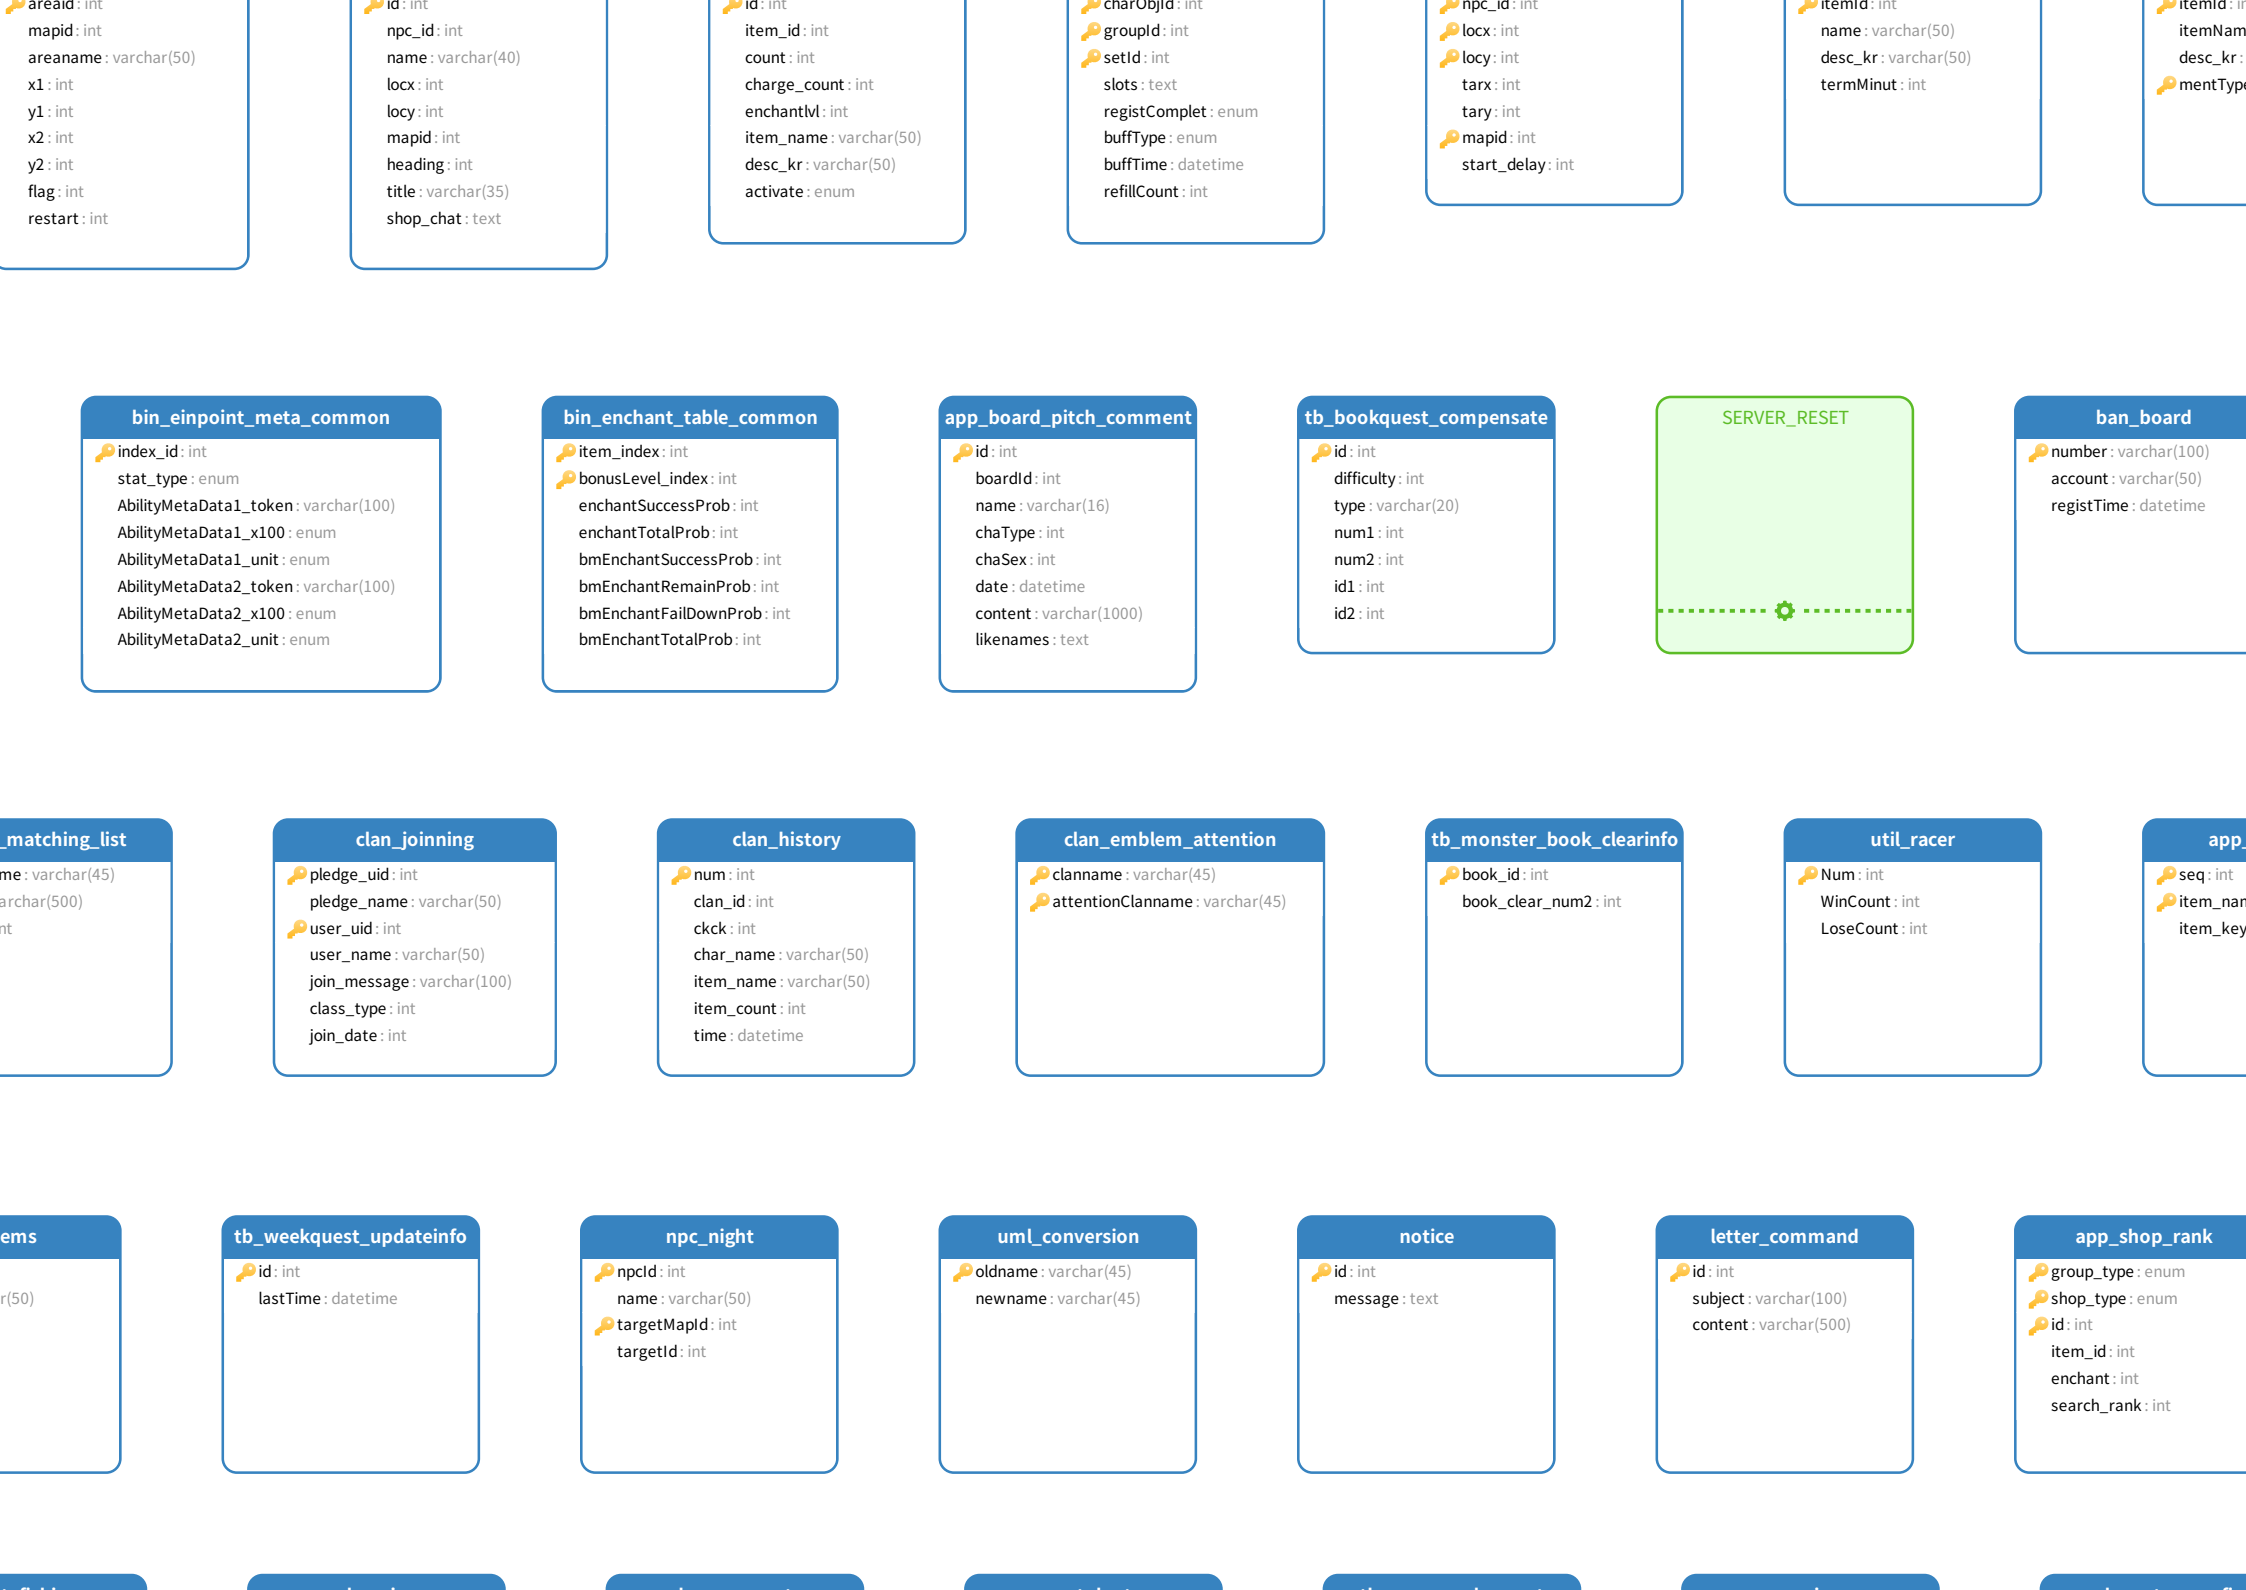 areaid : int
mapid : int
areaname : varchar(50)
x1 : int
y1 : int
x2 : int
y2 : int
flag : int
restart : int
id : int
npc_id : int
name : varchar(40)
locx : int
locy : int
mapid : int
heading : int
title : varchar(35)
shop_chat : text
id : int
item_id : int
count : int
charge_count : int
enchantlvl : int
item_name : varchar(50)
desc_kr : varchar(50)
activate : enum
charObjId : int
groupId : int
setId : int
slots : text
registComplet : enum
buffType : enum
buffTime : datetime
refillCount : int
npc_id : int
locx : int
locy : int
tarx : int
tary : int
mapid : int
start_delay : int
itemId : int
name : varchar(50)
desc_kr : varchar(50)
termMinut : int
itemId :
itemNam
desc_kr :
mentType
bin_einpoint_meta_common
index_id : int
stat_type : enum
AbilityMetaData1_token : varchar(100)
AbilityMetaData1_x100 : enum
AbilityMetaData1_unit : enum
AbilityMetaData2_token : varchar(100)
AbilityMetaData2_x100 : enum
AbilityMetaData2_unit : enum
bin_enchant_table_common
item_index : int
bonusLevel_index : int
enchantSuccessProb : int
enchantTotalProb : int
bmEnchantSuccessProb : int
bmEnchantRemainProb : int
bmEnchantFailDownProb : int
bmEnchantTotalProb : int
app_board_pitch_comment
id : int
boardId : int
name : varchar(16)
chaType : int
chaSex : int
date : datetime
content : varchar(1000)
likenames : text
tb_bookquest_compensate
id : int
difficulty : int
type : varchar(20)
num1 : int
num2 : int
id1 : int
id2 : int
SERVER_RESET
ban_board
number : varchar(100)
account : varchar(50)
registTime : datetime
_matching_list
me : varchar(45)
archar(500)
nt
clan_joinning
pledge_uid : int
pledge_name : varchar(50)
user_uid : int
user_name : varchar(50)
join_message : varchar(100)
class_type : int
join_date : int
clan_history
num : int
clan_id : int
ckck : int
char_name : varchar(50)
item_name : varchar(50)
item_count : int
time : datetime
clan_emblem_attention
clanname : varchar(45)
attentionClanname : varchar(45)
tb_monster_book_clearinfo
book_id : int
book_clear_num2 : int
util_racer
Num : int
WinCount : int
LoseCount : int
app_
seq : int
item_nam
item_key
ems
r(50)
tb_weekquest_updateinfo
id : int
lastTime : datetime
npc_night
npcId : int
name : varchar(50)
targetMapId : int
targetId : int
uml_conversion
oldname : varchar(45)
newname : varchar(45)
notice
id : int
message : text
letter_command
id : int
subject : varchar(100)
content : varchar(500)
app_shop_rank
group_type : enum
shop_type : enum
id : int
item_id : int
enchant : int
search_rank : int